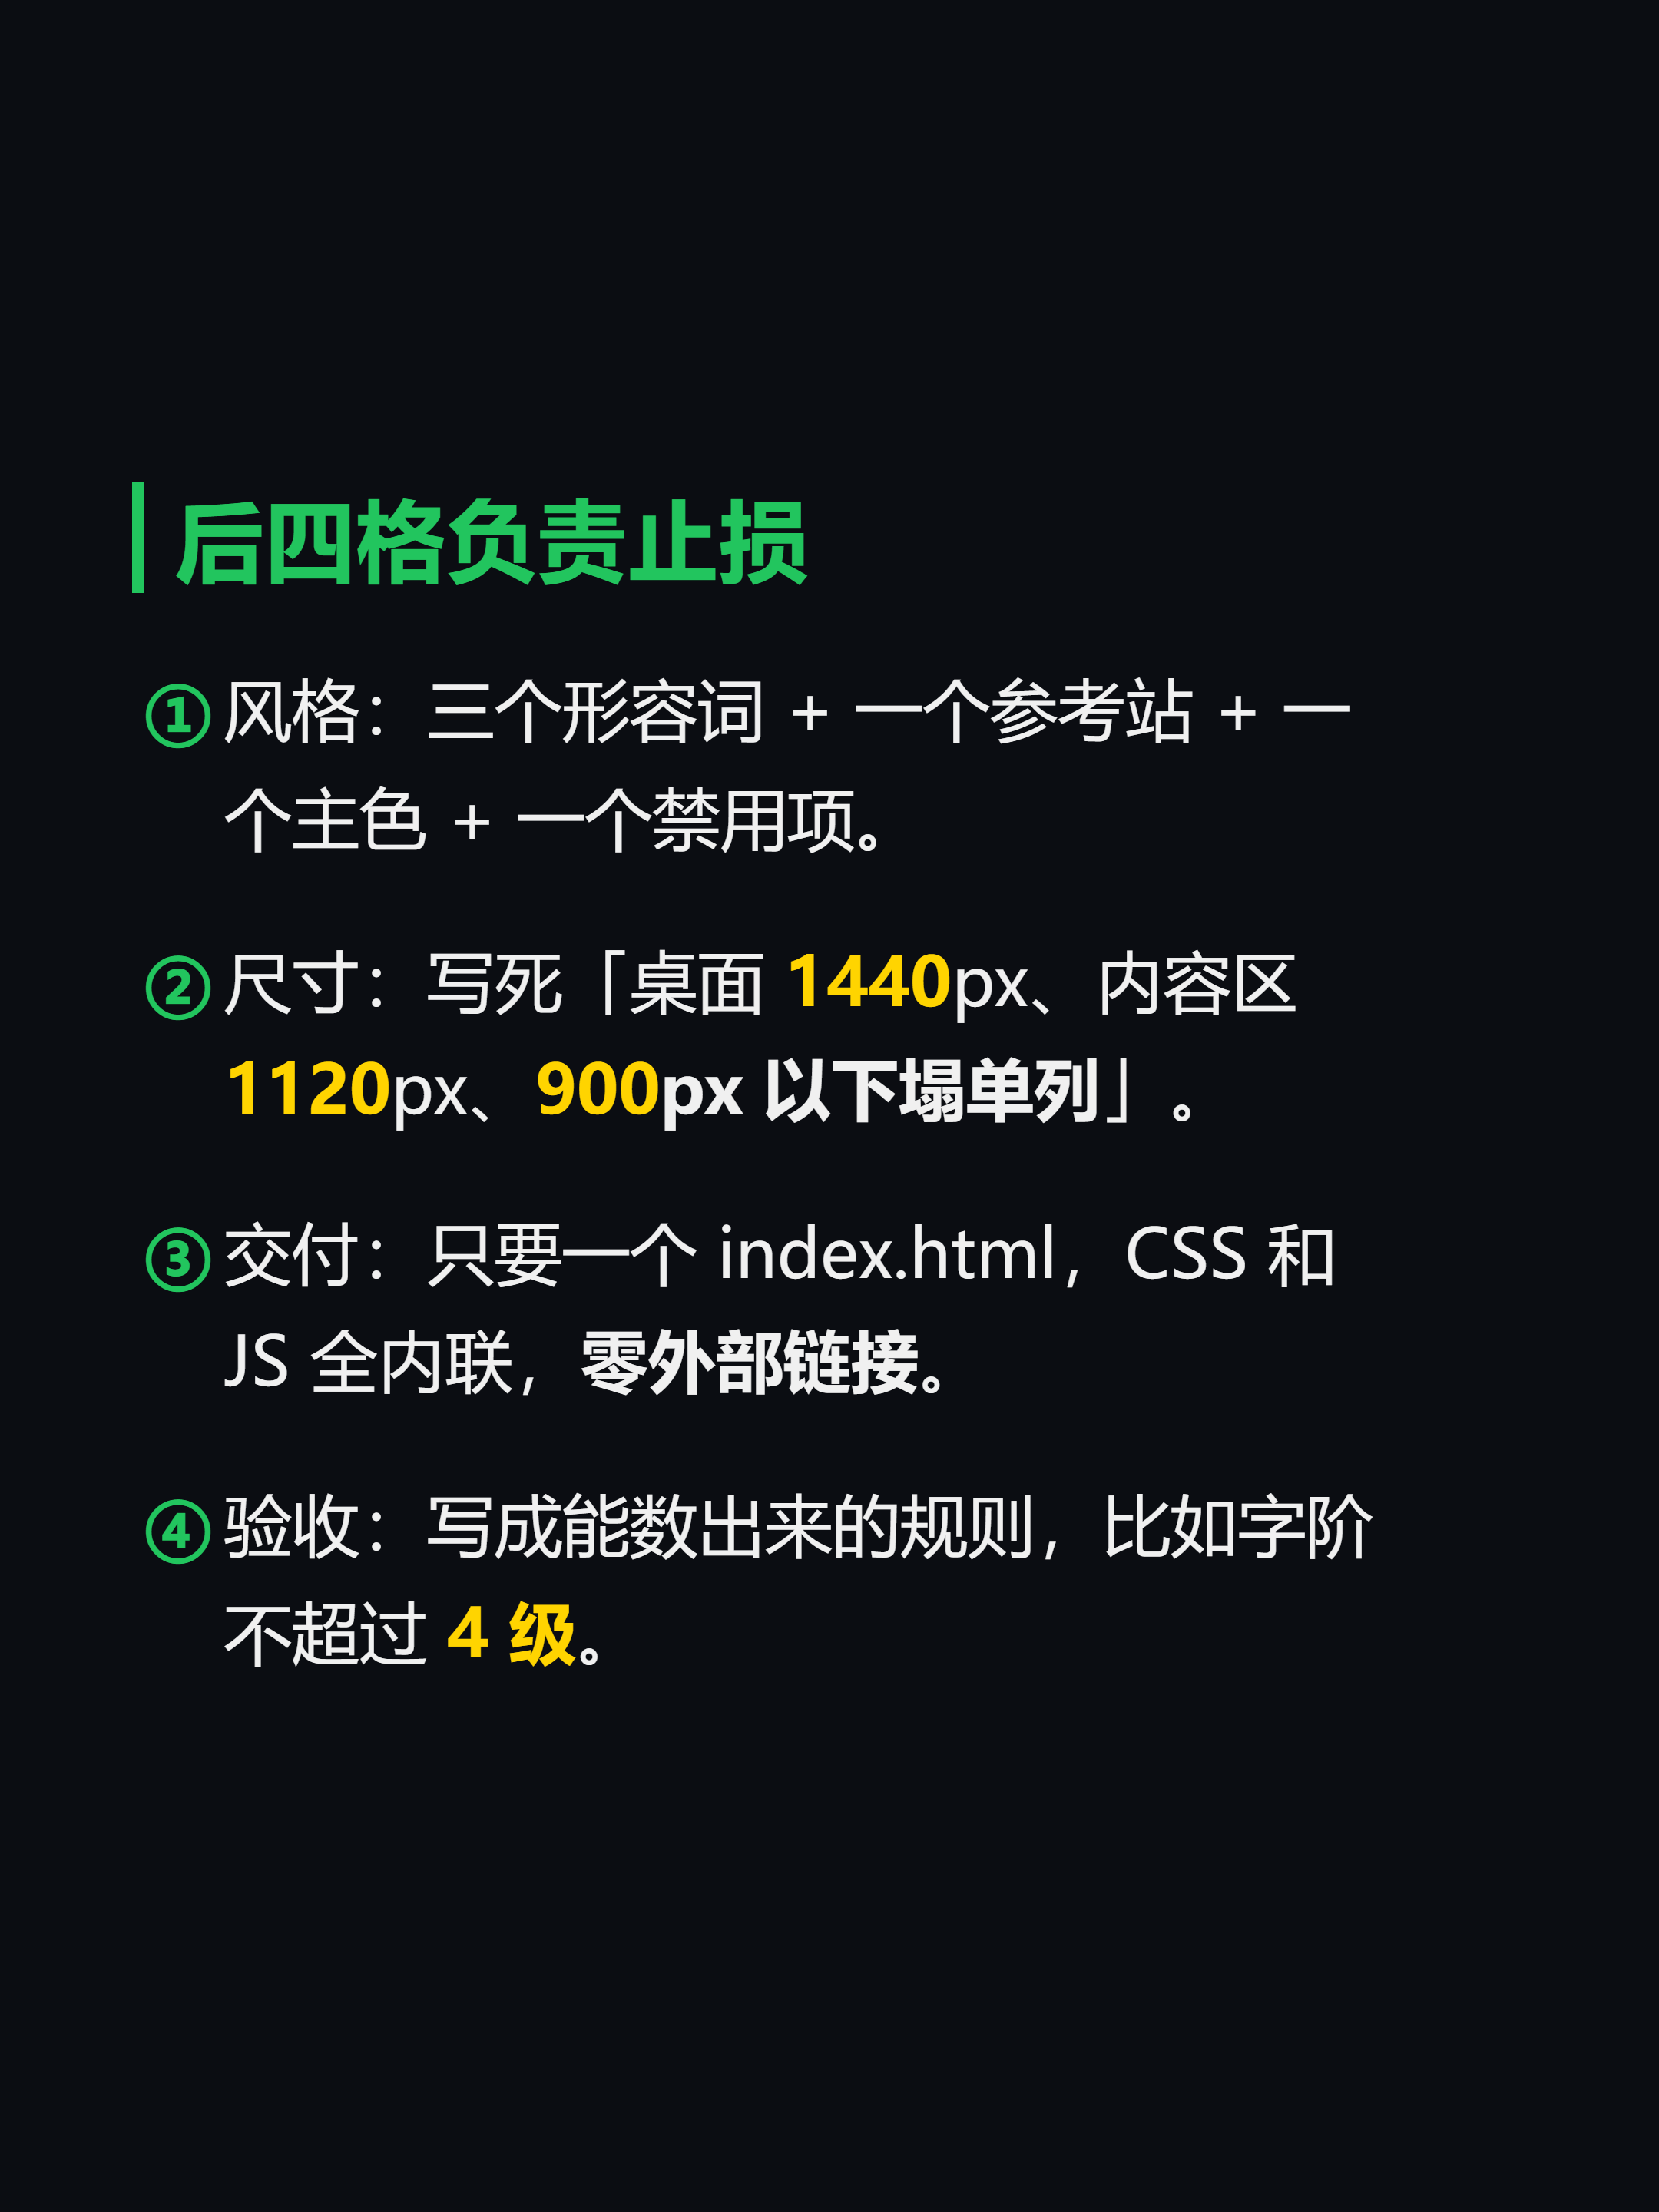 后四格负责止损
① 风格：三个形容词 + 一个参考站 + 一
个主色 + 一个禁用项。
② 尺寸：写死「桌面 1440px、内容区
1120px、900px 以下塌单列」。
③ 交付：只要一个 index.html，CSS 和
JS 全内联，零外部链接。
④ 验收：写成能数出来的规则，比如字阶
不超过 4 级。